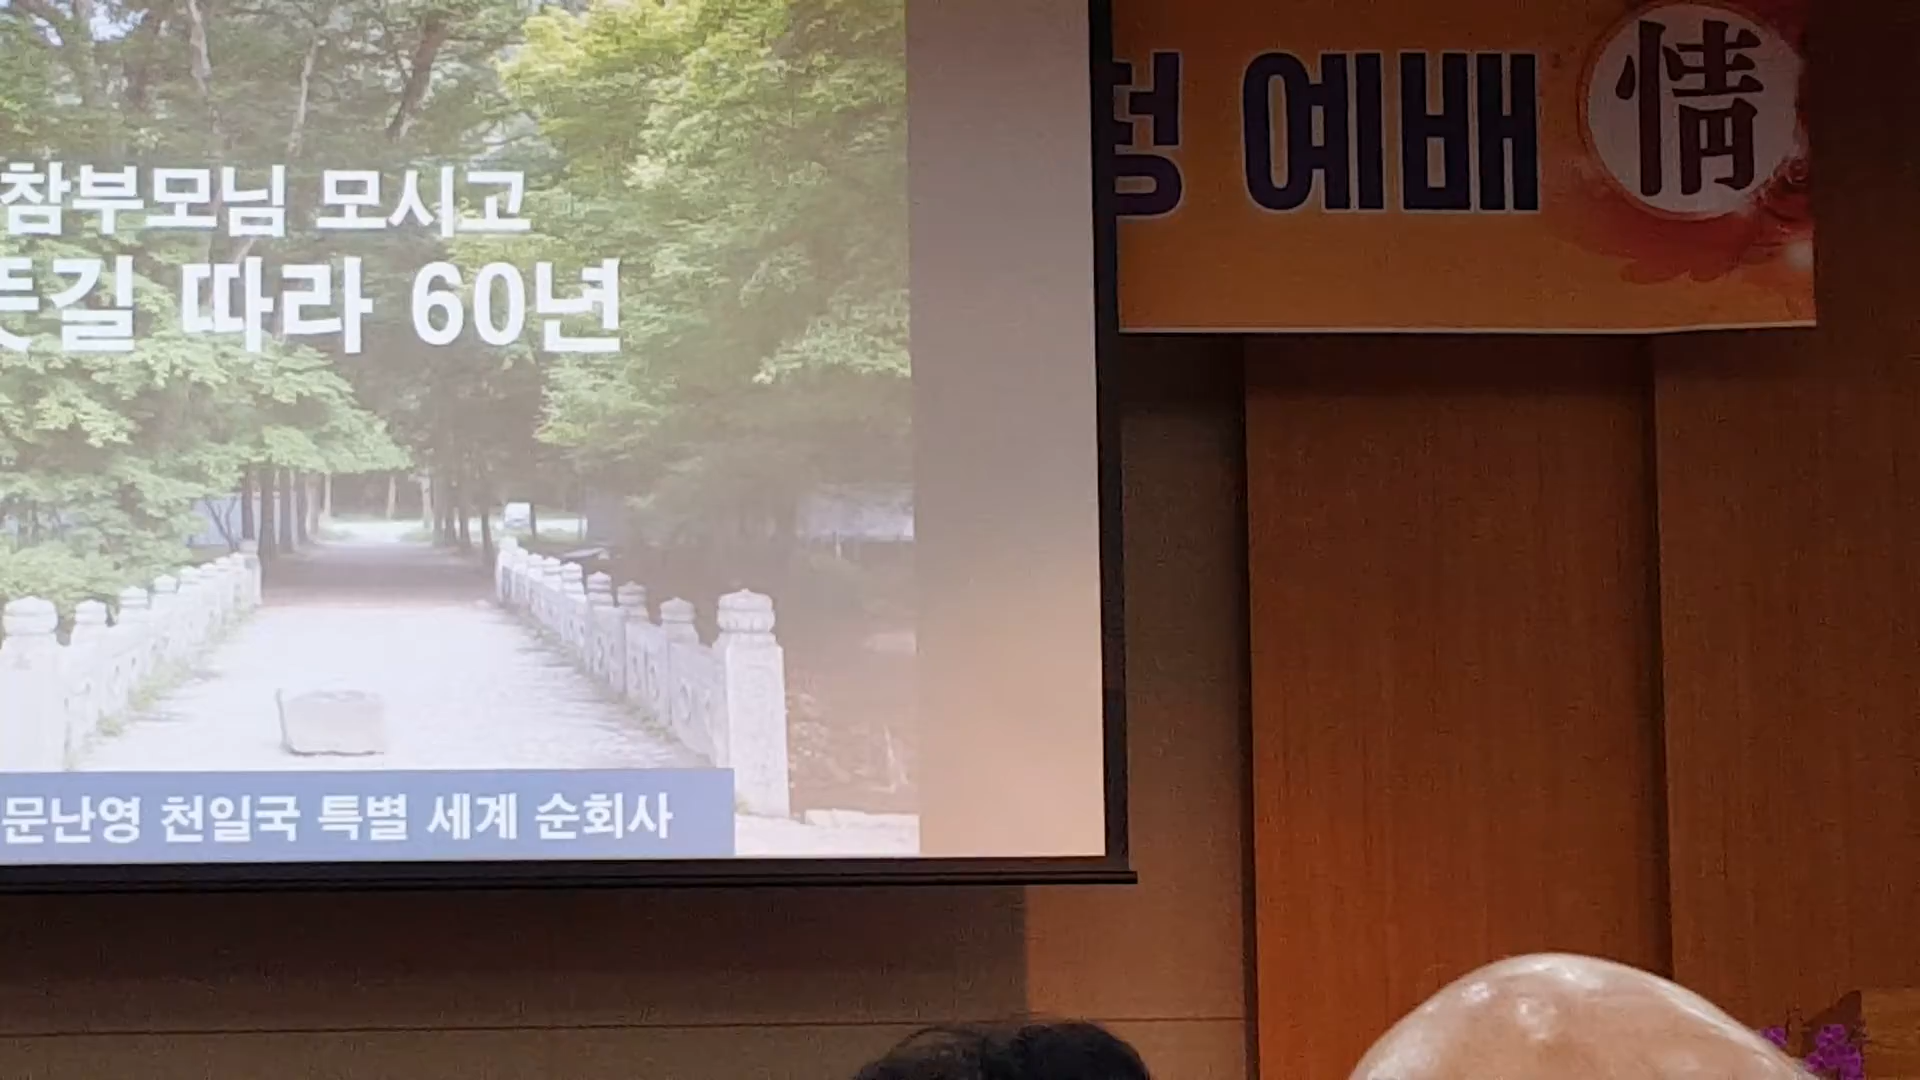 참부모님 모시고
뜻길 따라 60년
문난영 천일국 특별 세계 순회사
예배 情